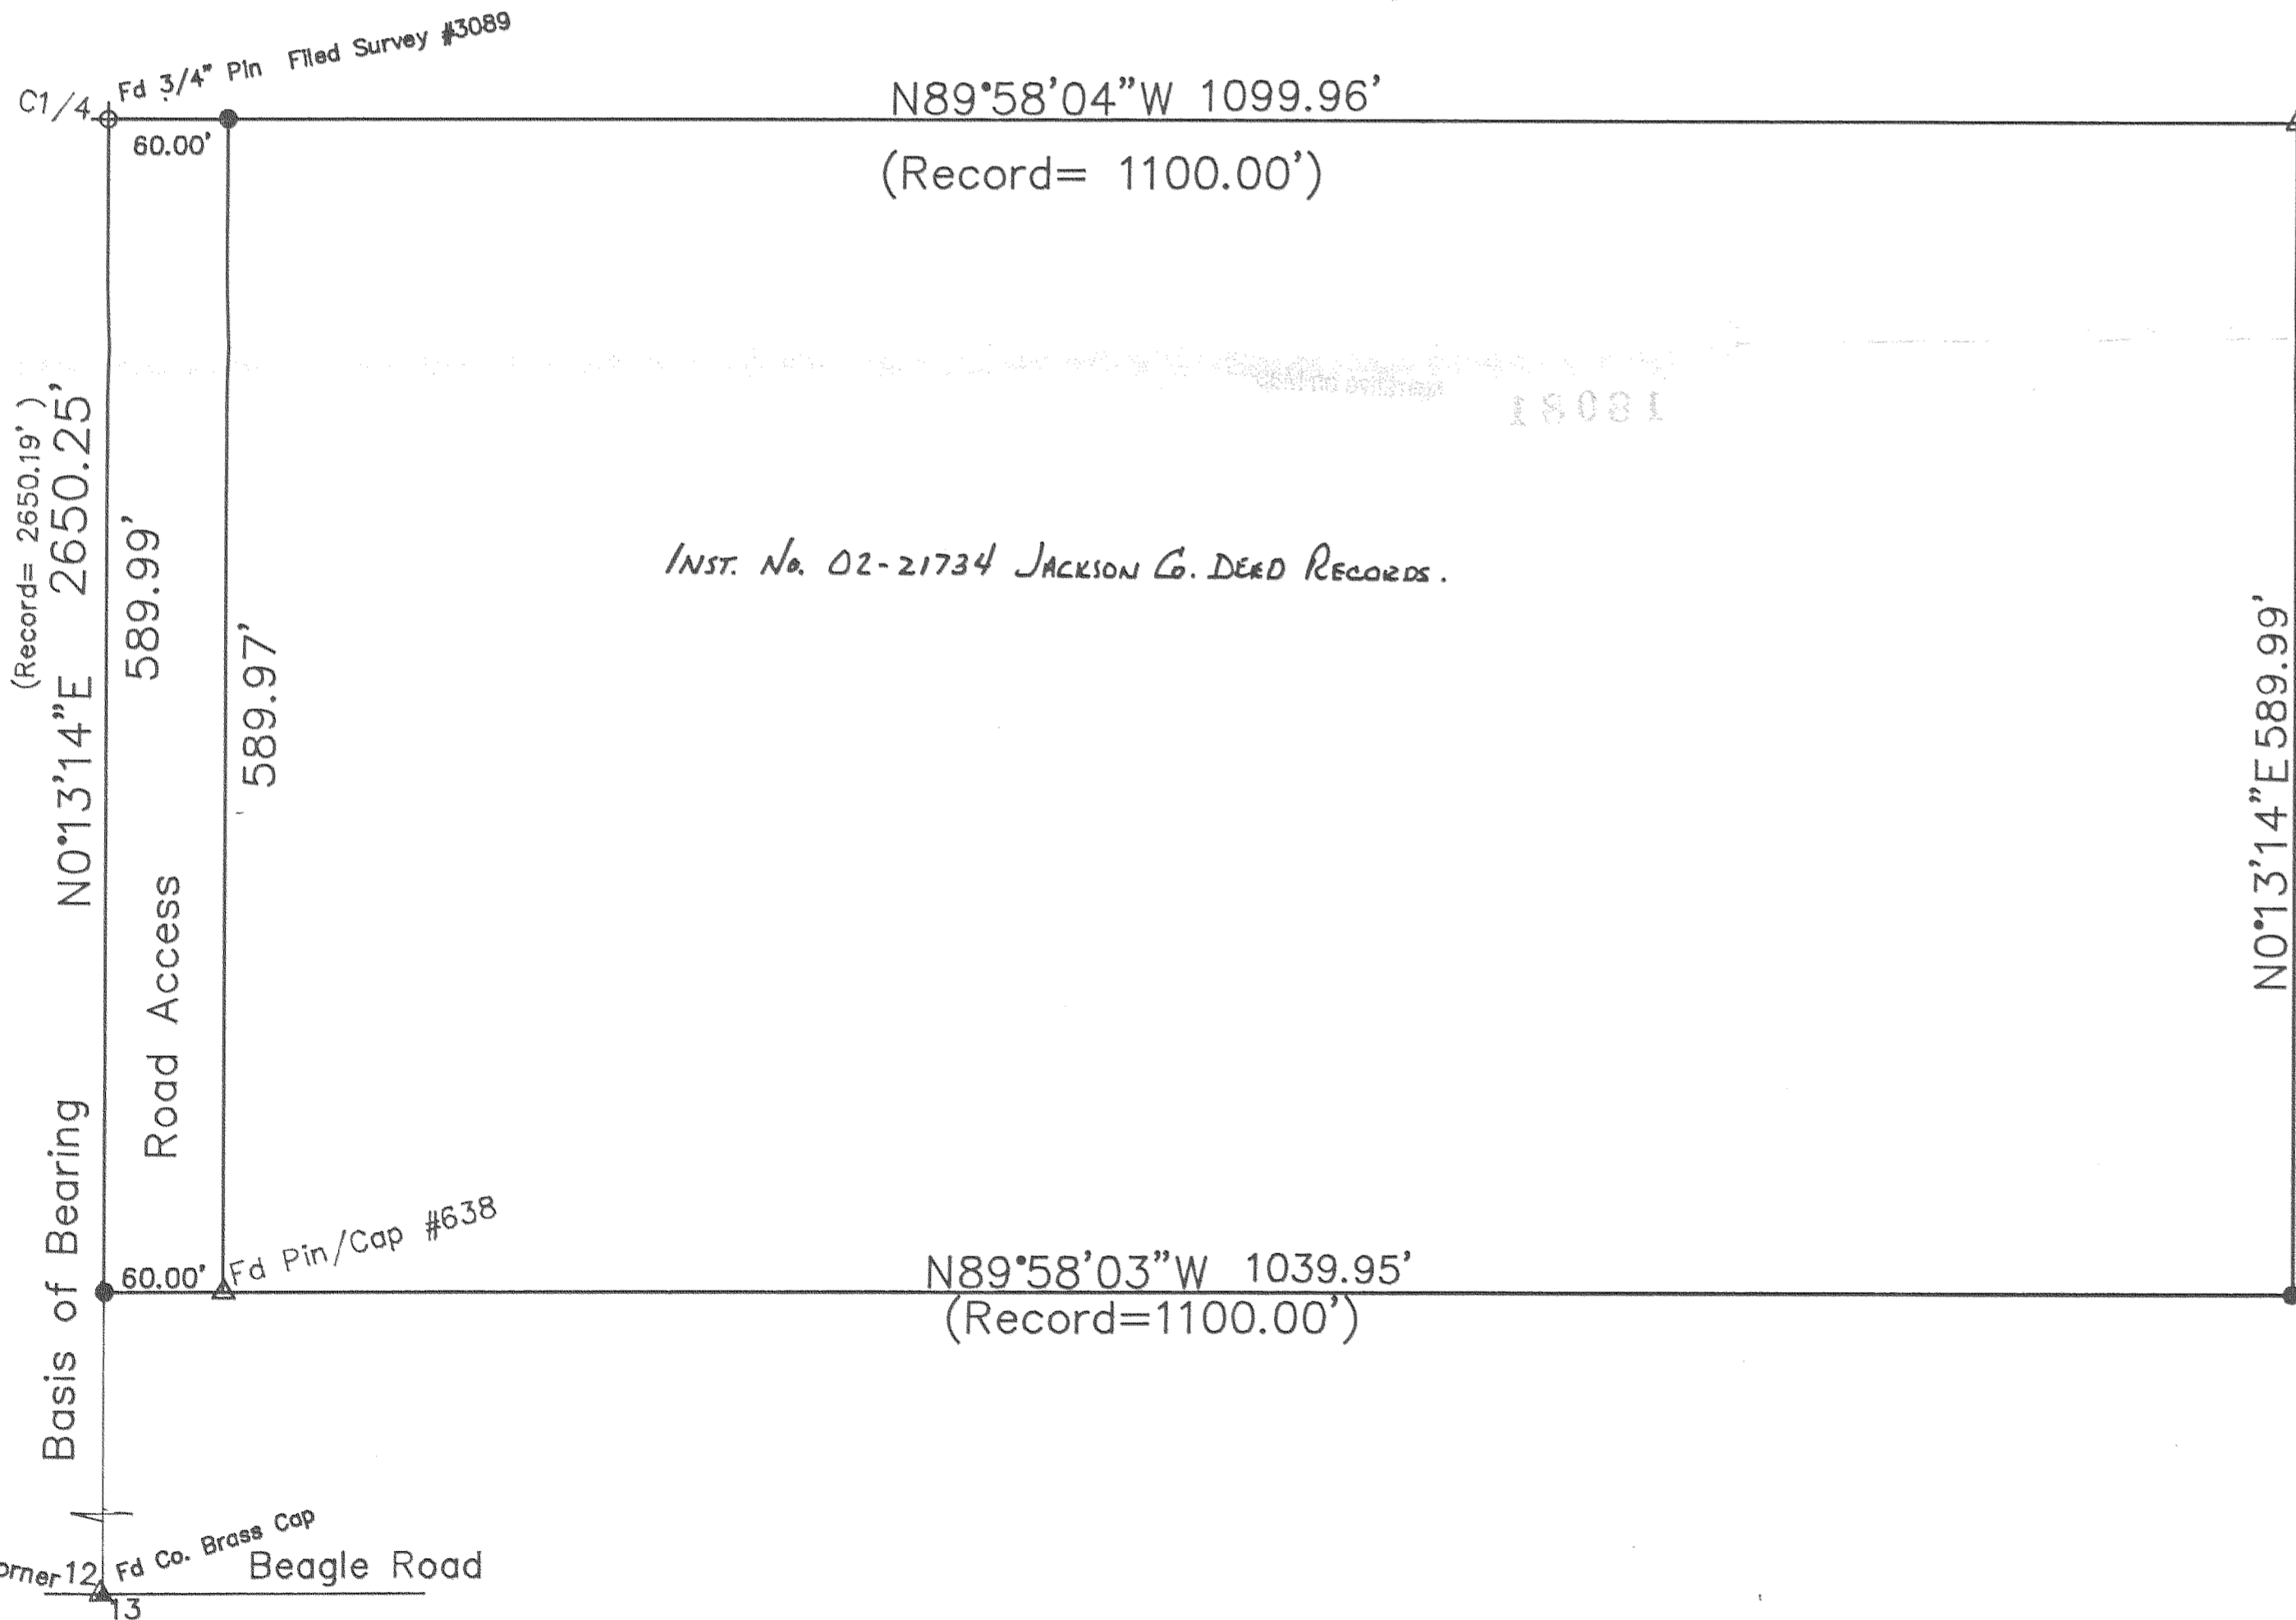 Fd 3/4" Pin Filed Survey #3089
C1/4
60.00'
N89°58'04"W 1099.96'
(Record= 1100.00')
(Record= 2650.19' )
N0°13'14"E 2650.25'
Basis of Bearing
589.99'
Road Access
589.97'
INST. No. 02-21734 JACKSON CO. DEED RECORDS.
18081
N0°13'14"E 589.99'
60.00'
Fd Pin/Cap #638
N89°58'03"W 1039.95'
(Record=1100.00')
12
Fd Co. Brass Cap
Beagle Road
13